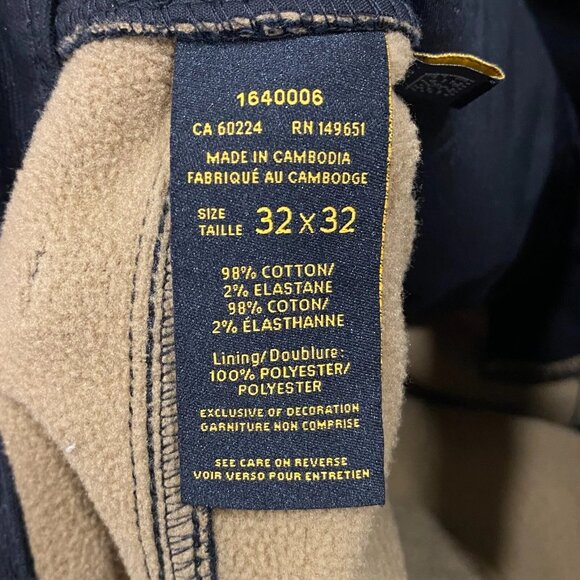 1640006
CA 60224 RN 149651
MADE IN CAMBODIA
FABRIQUÉ AU CAMBODGE
SIZE
TAILLE 32 x 32
98% COTTON/
2% ELASTANE
98% COTON/
2% ÉLASTHANNE
Lining/Doublure:
100% POLYESTER/
POLYESTER
EXCLUSIVE OF DECORATION
GARNITURE NON COMPRISE
SEE CARE ON REVERSE
VOIR VERSO POUR ENTRETIEN